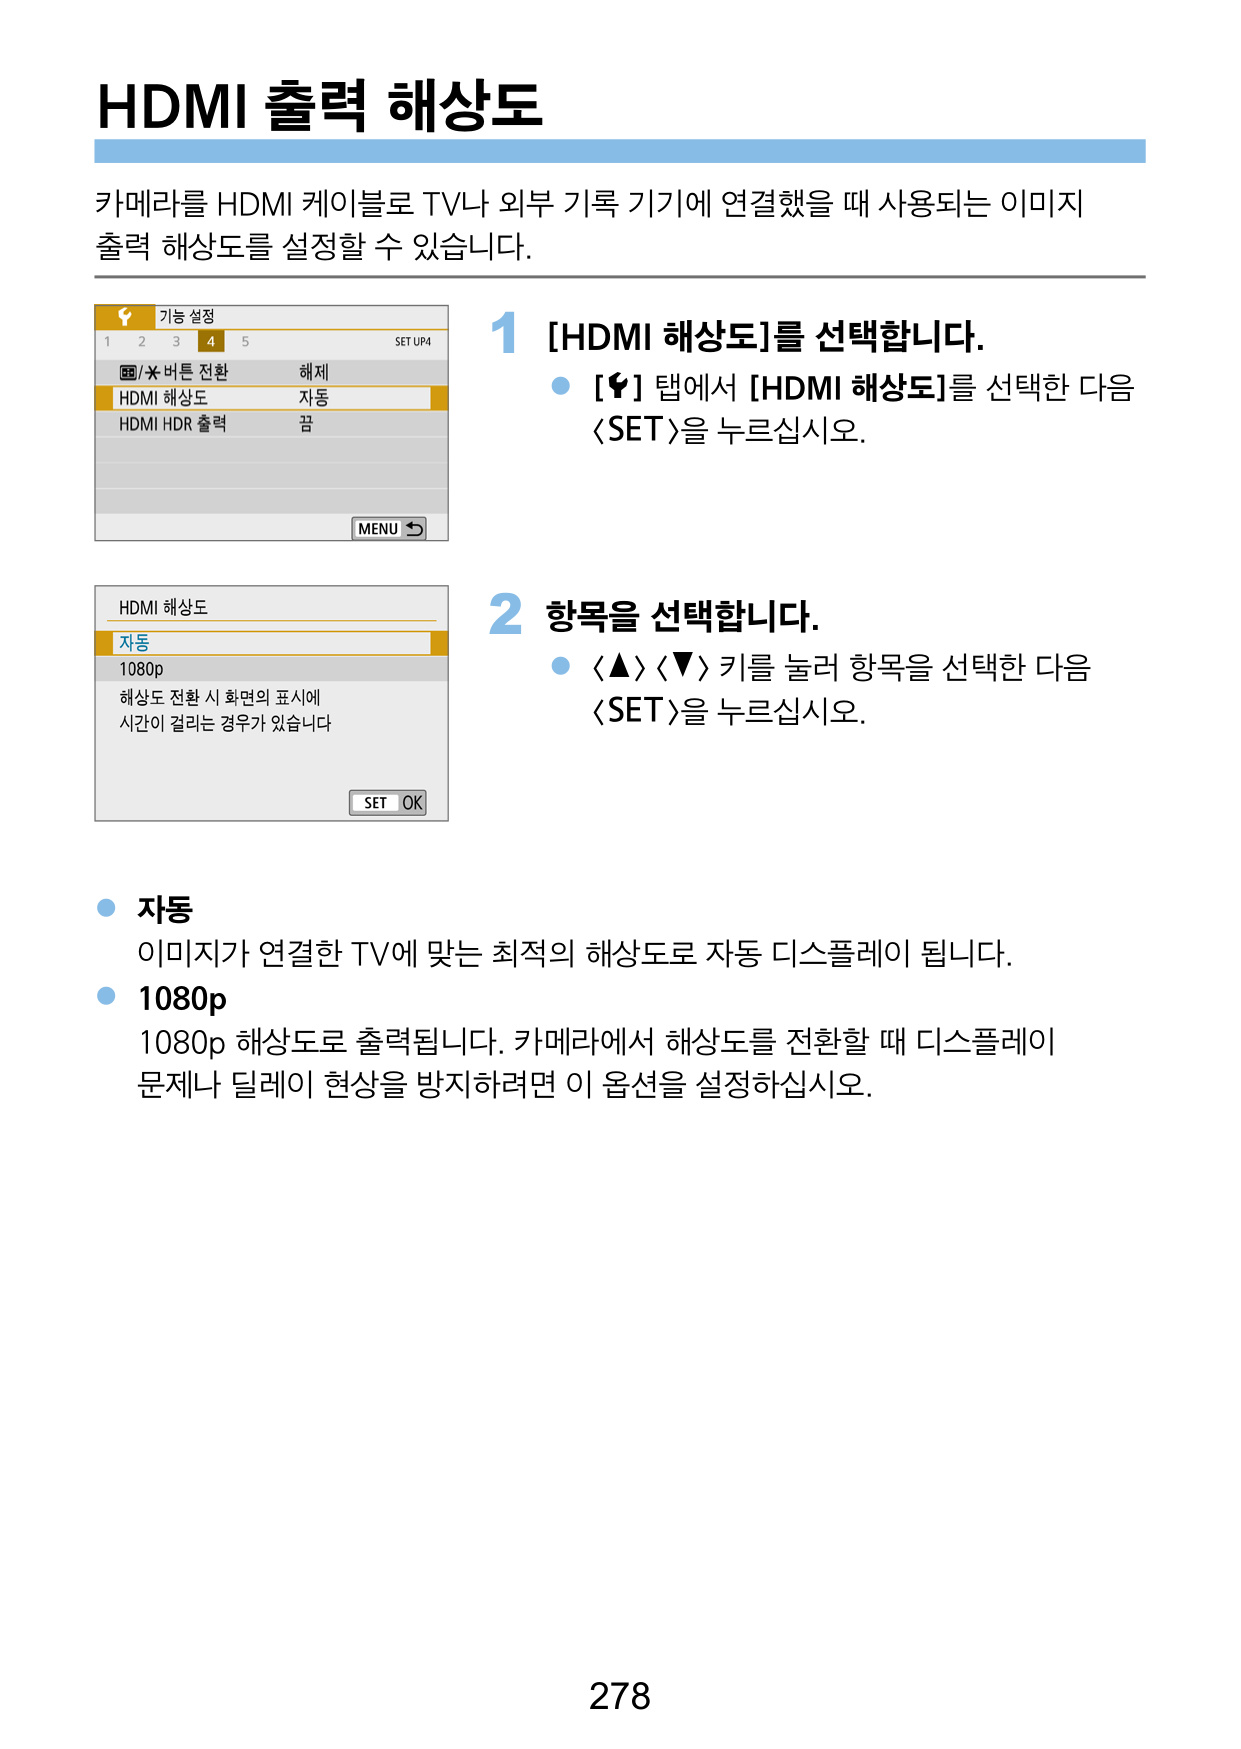 HDMI 출력 해상도
카메라를 HDMI 케이블로 TV나 외부 기록 기기에 연결했을 때 사용되는 이미지
출력 해상도를 설정할 수 있습니다.
기능 설정
1 2 3 4 5 SET UP4
/✱버튼 전환 해제
HDMI 해상도 자동
HDMI HDR 출력 끔
MENU
1 [HDMI 해상도]를 선택합니다.
● [] 탭에서 [HDMI 해상도]를 선택한 다음
〈SET〉을 누르십시오.
HDMI 해상도
자동
1080p
해상도 전환 시 화면의 표시에
시간이 걸리는 경우가 있습니다
SET OK
2 항목을 선택합니다.
● 〈▲〉〈▼〉 키를 눌러 항목을 선택한 다음
〈SET〉을 누르십시오.
● 자동
이미지가 연결한 TV에 맞는 최적의 해상도로 자동 디스플레이 됩니다.
● 1080p
1080p 해상도로 출력됩니다. 카메라에서 해상도를 전환할 때 디스플레이
문제나 딜레이 현상을 방지하려면 이 옵션을 설정하십시오.
278